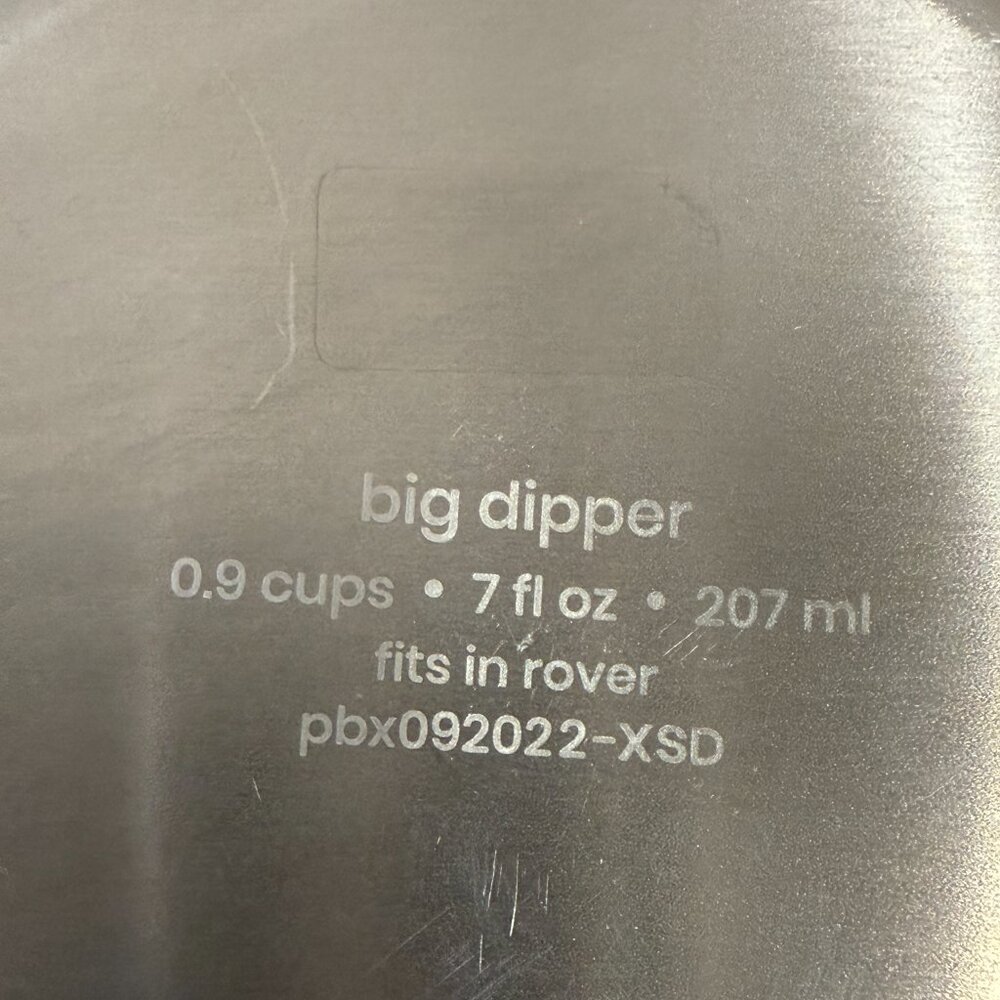 big dipper
0.9 cups • 7 fl oz • 207 ml
fits in rover
pbx092022-XSD